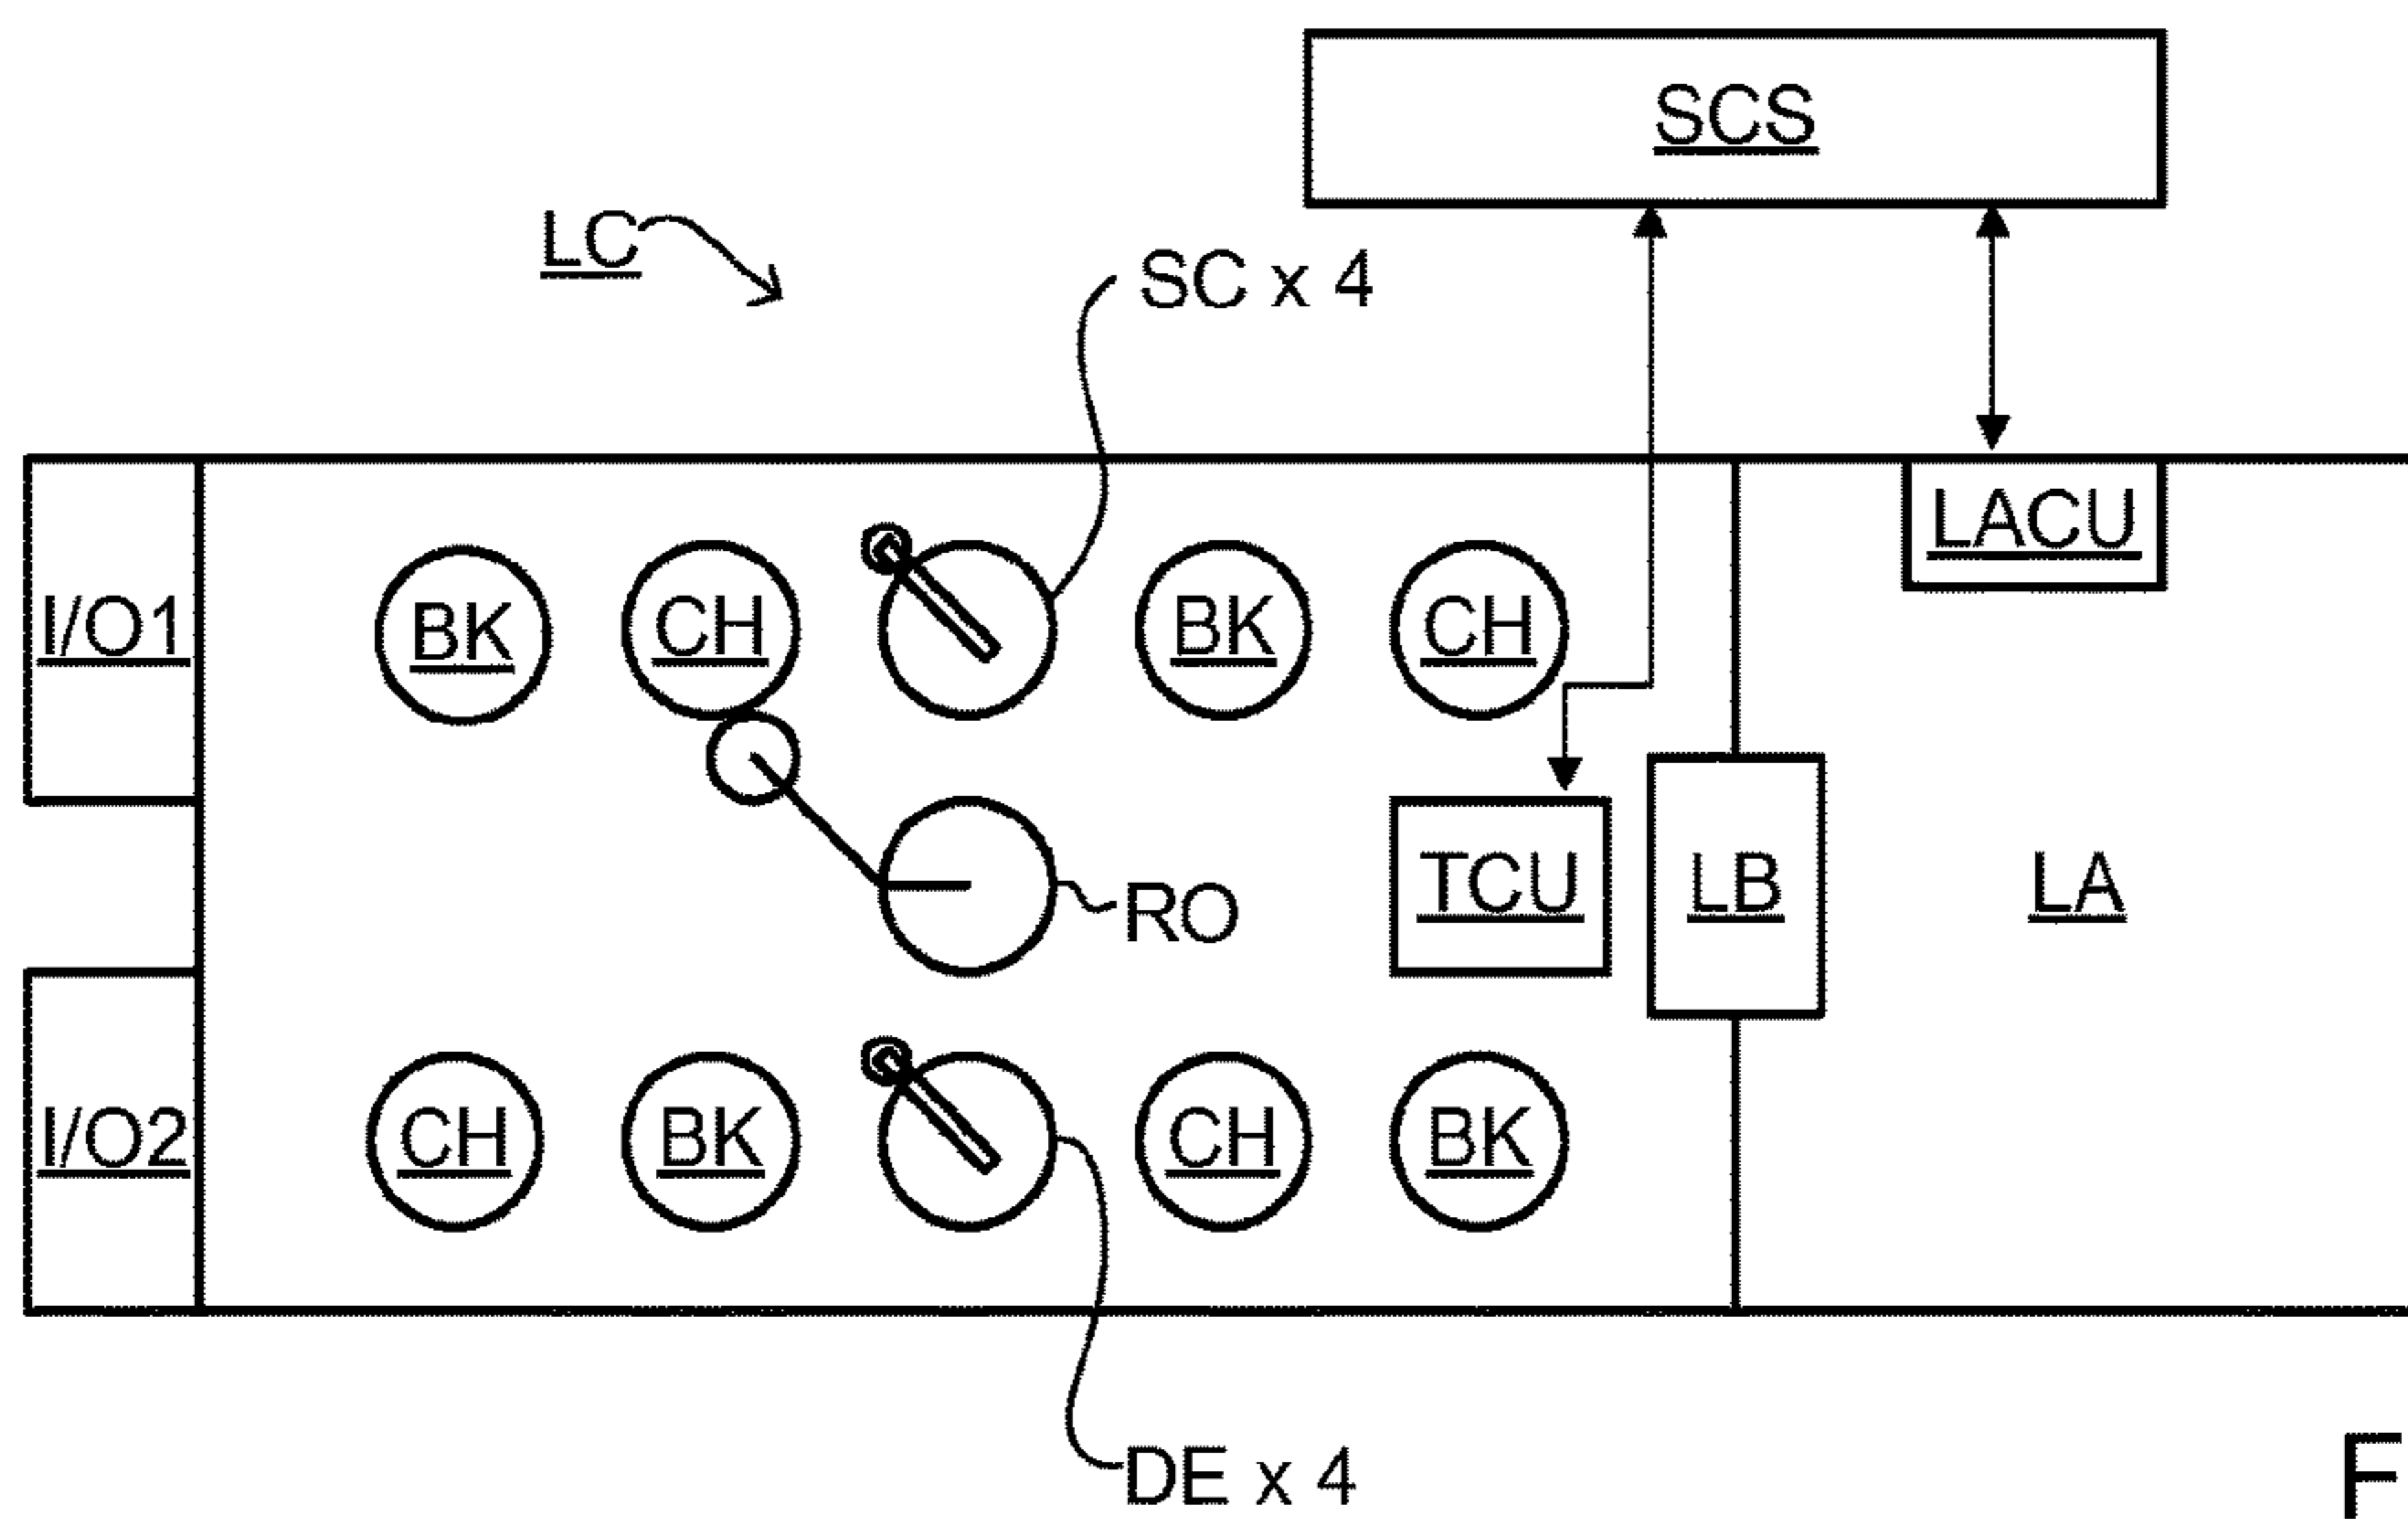 SCS
LC
SC x 4
LACU
I/O1
BK
CH
BK
CH
TCU
LB
LA
RO
I/O2
CH
BK
CH
BK
DE x 4
F